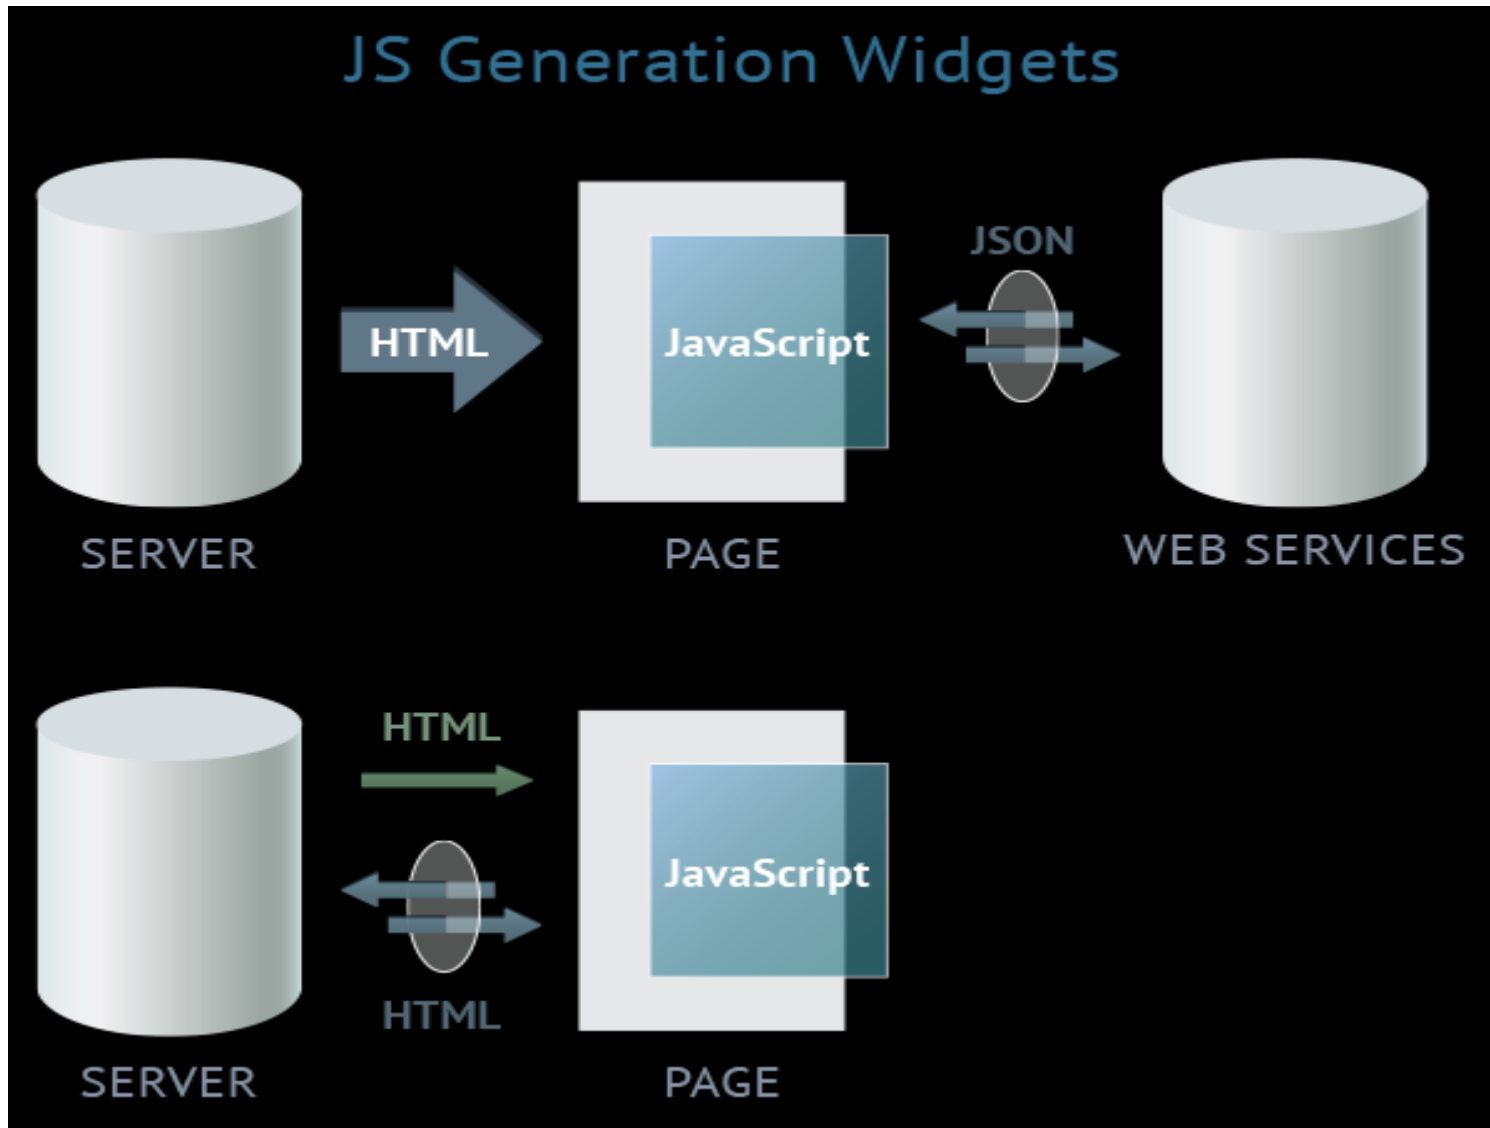 JS Generation Widgets
JSON
HTML
JavaScript
SERVER
PAGE
WEB SERVICES
HTML
JavaScript
HTML
SERVER
PAGE